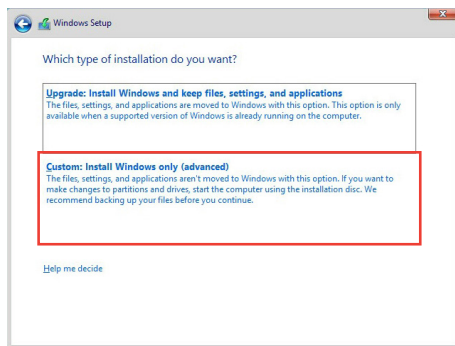 Windows Setup
Which type of installation do you want?
Upgrade: Install Windows and keep files, settings, and applications
The files, settings, and applications are moved to Windows with this option. This option is only
available when a supported version of Windows is already running on the computer.
Custom: Install Windows only (advanced)
The files, settings, and applications aren't moved to Windows with this option. If you want to
make changes to partitions and drives, start the computer using the installation disc. We
recommend backing up your files before you continue.
Help me decide